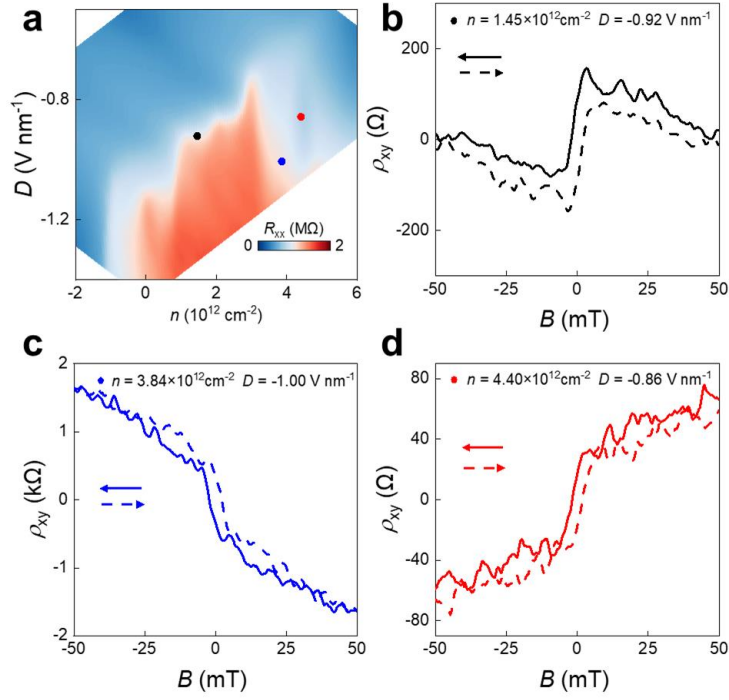 a
D (V nm⁻¹)
-0.8
-1.2
Rxx (MΩ)
0 2
-2 0 2 4 6
n (10¹² cm⁻²)
b
n = 1.45×10¹²cm⁻² D = -0.92 V nm⁻¹
ρxy (Ω)
200
0
-200
-50 -25 0 25 50
B (mT)
c
n = 3.84×10¹²cm⁻² D = -1.00 V nm⁻¹
ρxy (kΩ)
2
1
0
-1
-2
-50 -25 0 25 50
B (mT)
d
n = 4.40×10¹²cm⁻² D = -0.86 V nm⁻¹
ρxy (Ω)
80
40
0
-40
-80
-50 -25 0 25 50
B (mT)